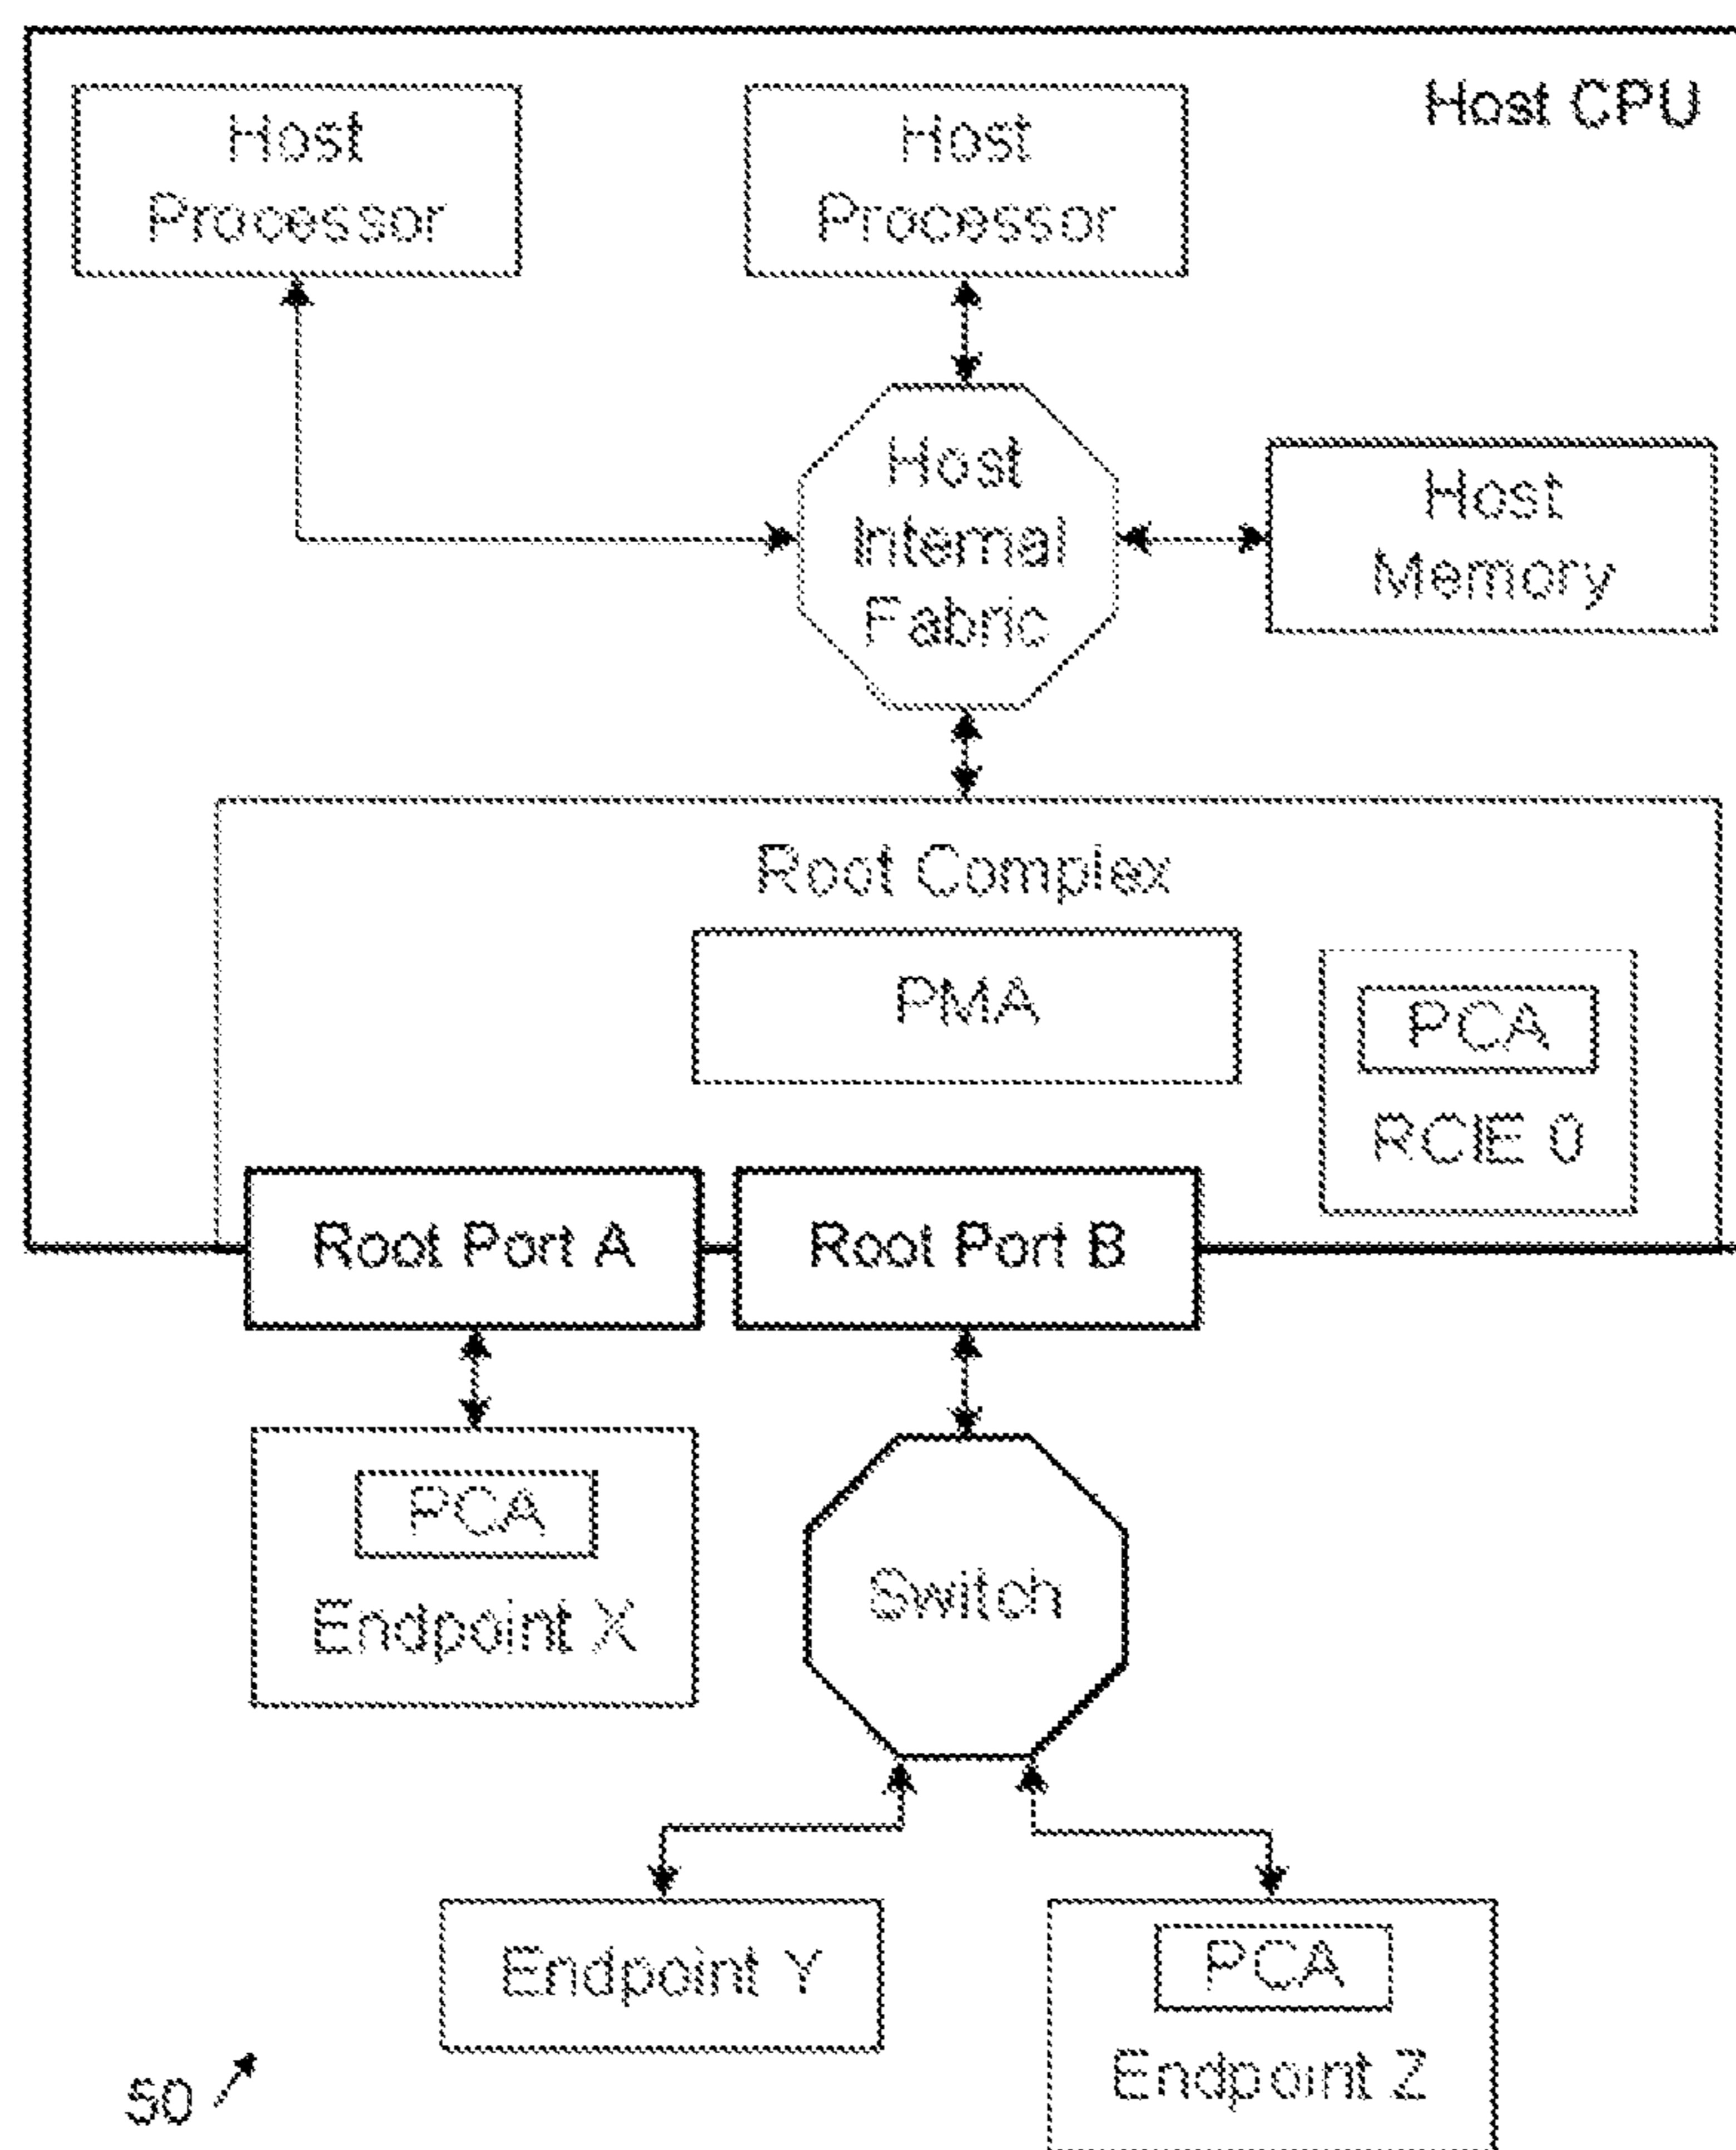 Host CPU
Host
Processor
Host
Processor
Host
Internal
Fabric
Host
Memory
Root Complex
PMA
PCA
RCIE 0
Root Port A
Root Port B
PCA
Endpoint X
Switch
Endpoint Y
PCA
Endpoint Z
50